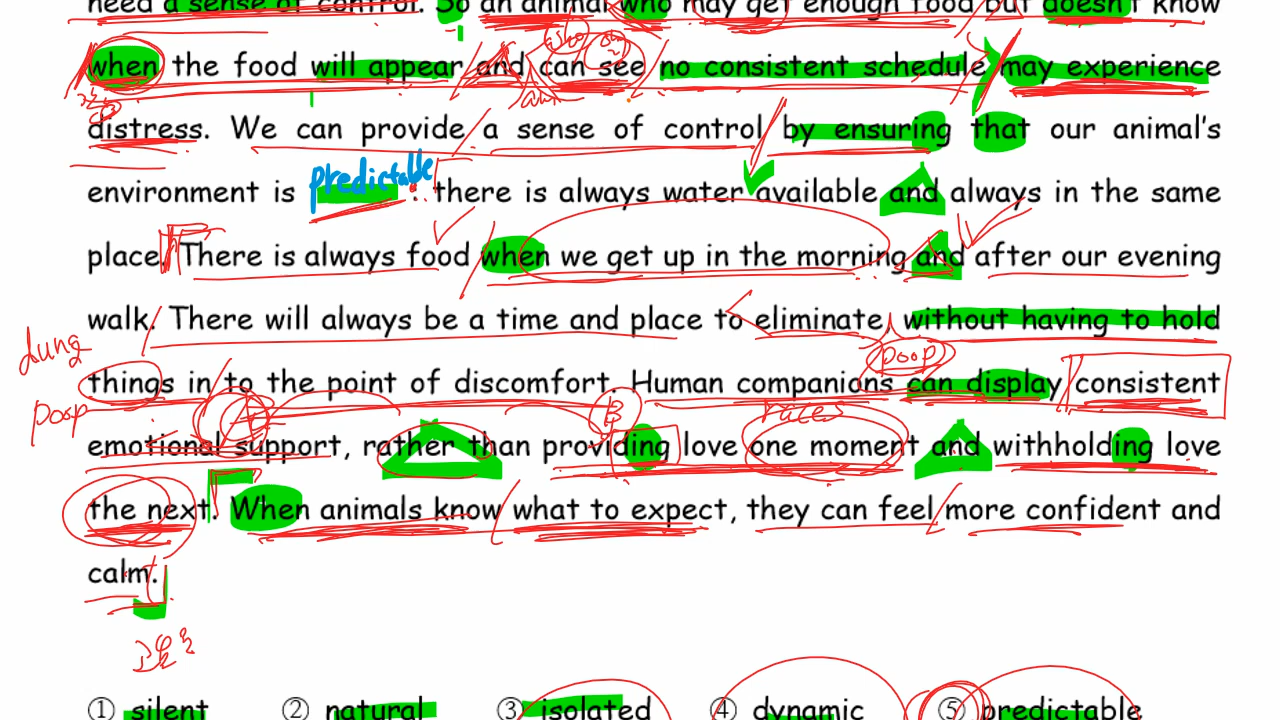 need a sense of control. So an animal who may get enough food but doesn't know
when the food will appear and can see no consistent schedule may experience
distress. We can provide a sense of control by ensuring that our animal's
predictable
environment is : there is always water available and always in the same
place. There is always food when we get up in the morning and after our evening
walk. There will always be a time and place to eliminate, without having to hold
dung
poop
things in to the point of discomfort. Human companions can display consistent
poop
A
B
emotional support, rather than providing love one moment and withholding love
the next. When animals know what to expect, they can feel more confident and
calm.
① silent ② natural ③ isolated ④ dynamic ⑤ predictable